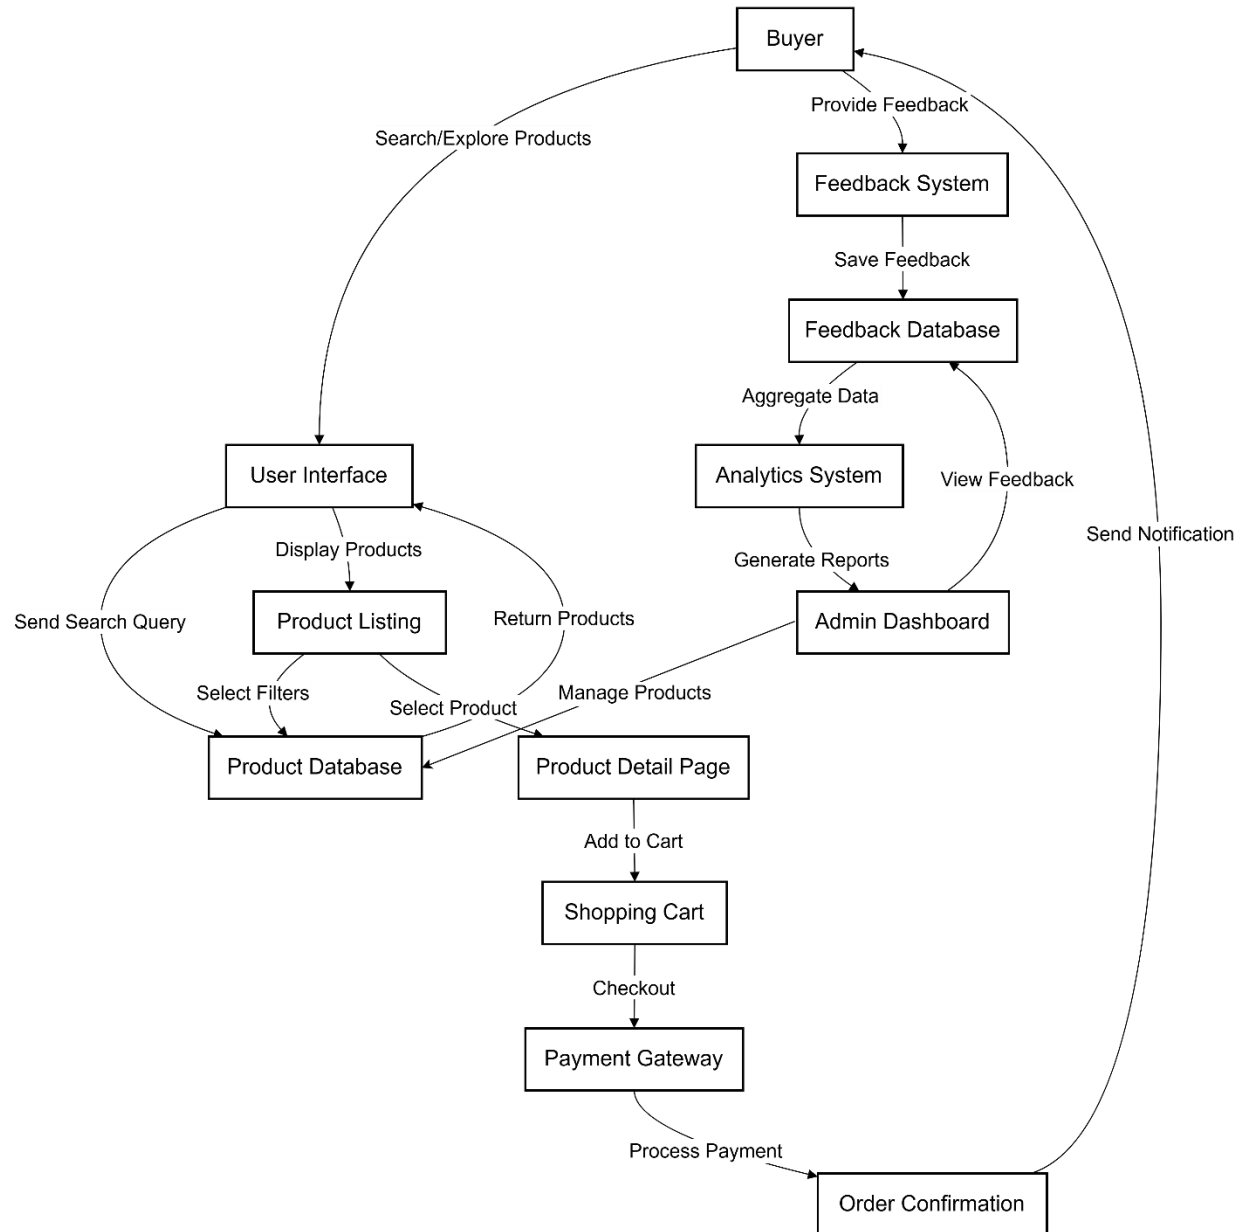 Buyer
Provide Feedback
Search/Explore Products
Feedback System
Save Feedback
Feedback Database
Aggregate Data
User Interface
Analytics System
View Feedback
Send Notification
Display Products
Generate Reports
Send Search Query
Product Listing
Return Products
Admin Dashboard
Select Filters
Select Product
Manage Products
Product Database
Product Detail Page
Add to Cart
Shopping Cart
Checkout
Payment Gateway
Process Payment
Order Confirmation